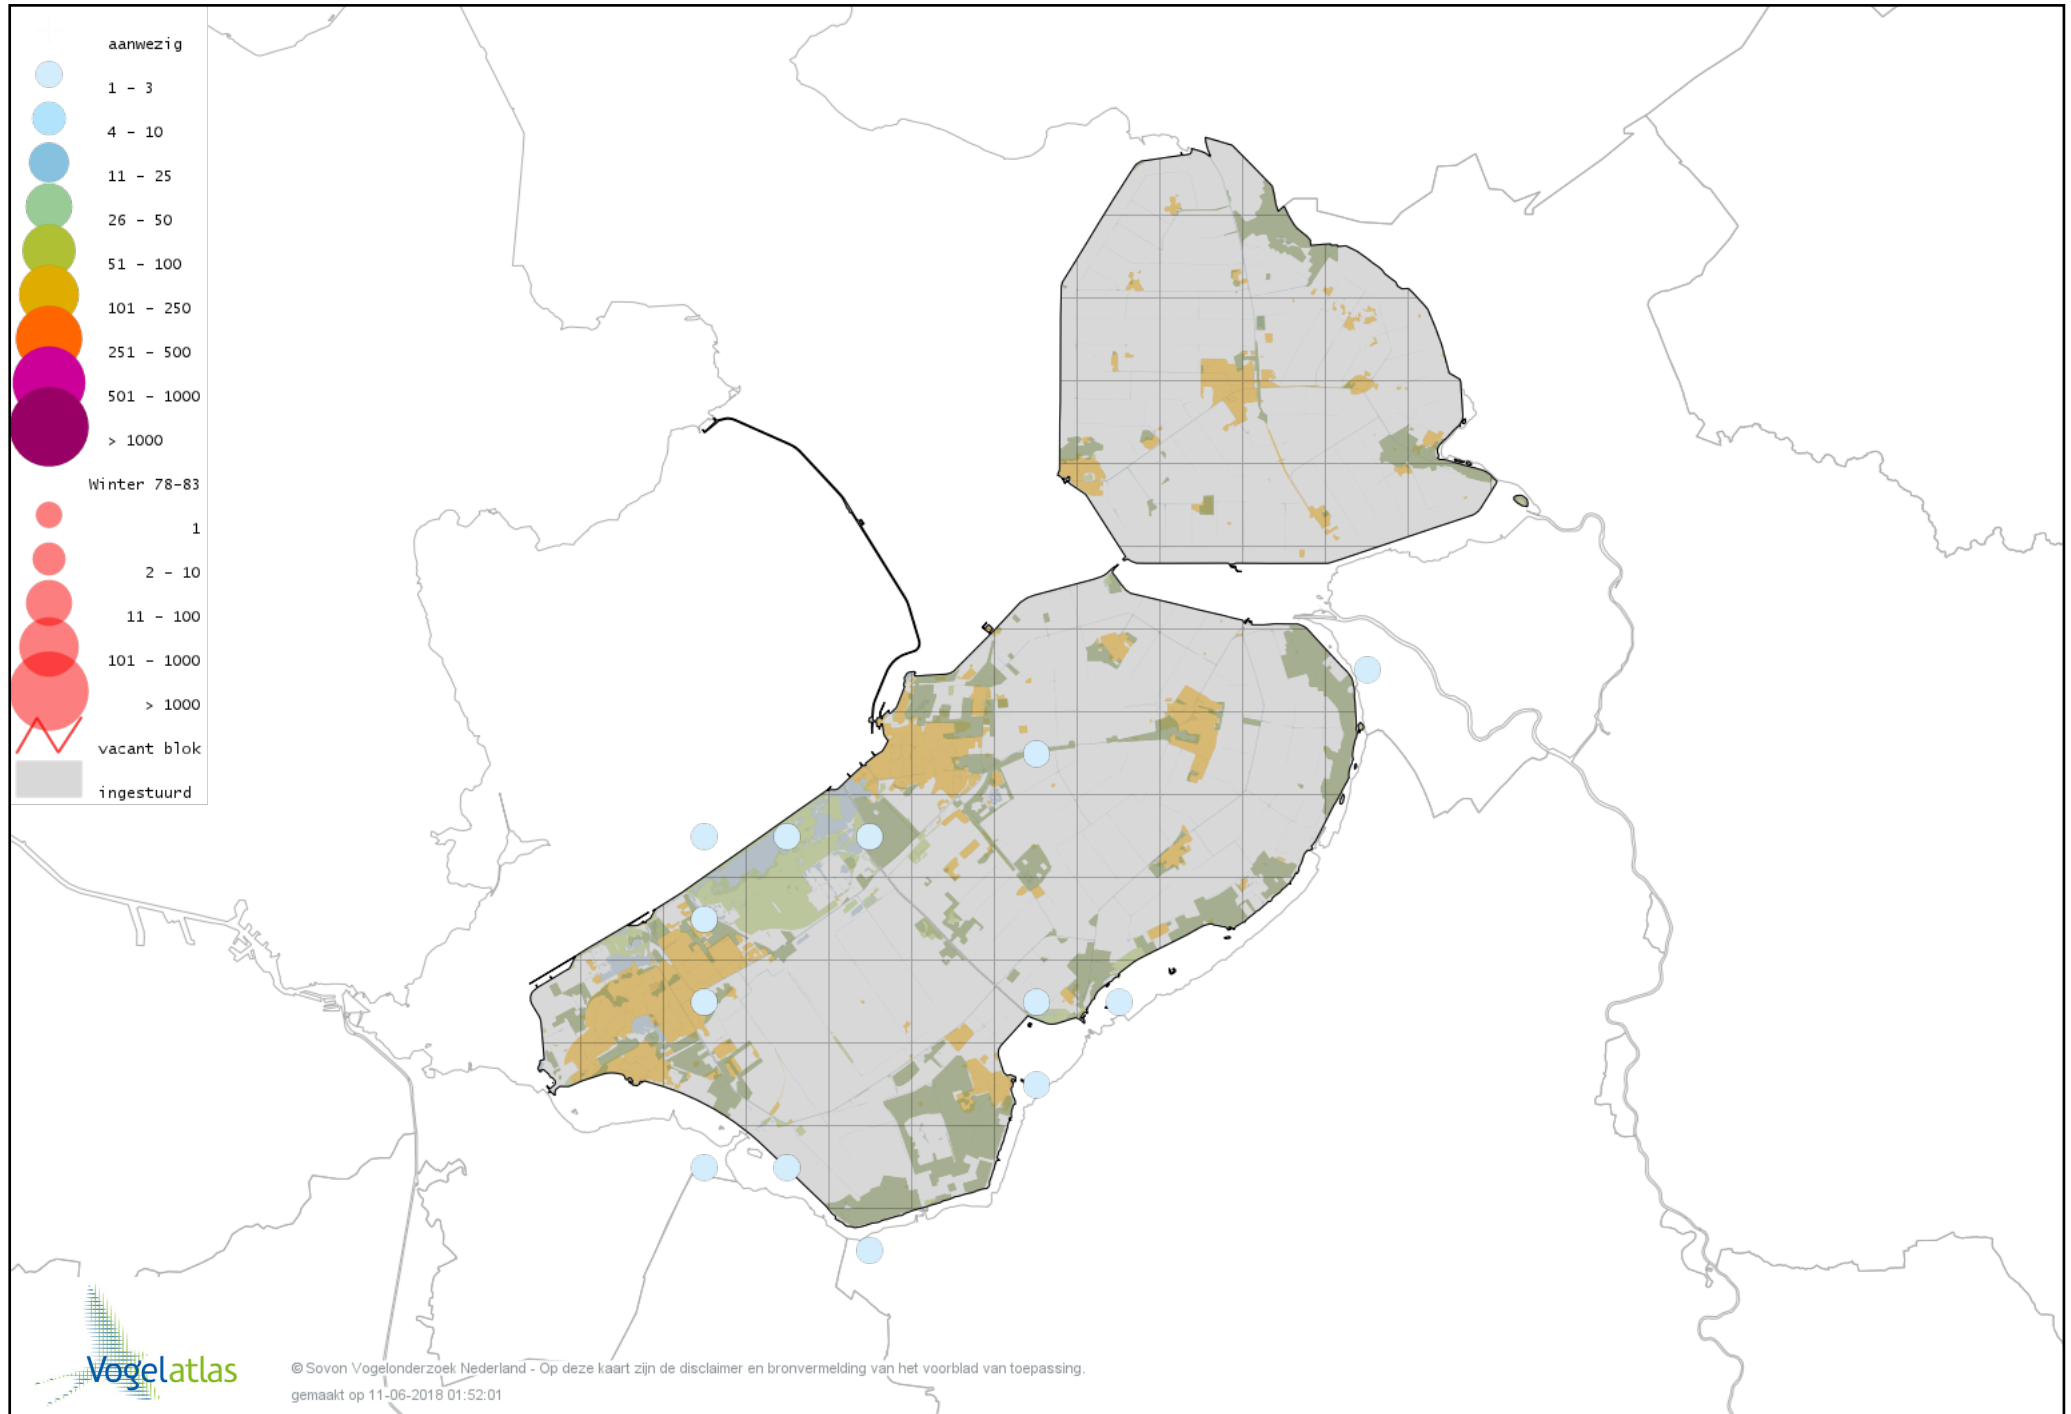 aanwezig
1 - 3
4 - 10
11 - 25
26 - 50
51 - 100
101 - 250
251 - 500
501 - 1000
> 1000
Winter 78-83
1
2 - 10
11 - 100
101 - 1000
> 1000
vacant blok
ingestuurd
Vogelatlas
© Sovon Vogelonderzoek Nederland - Op deze kaart zijn de disclaimer en bronvermelding van het voorblad van toepassing.
gemaakt op 11-06-2018 01:52:01